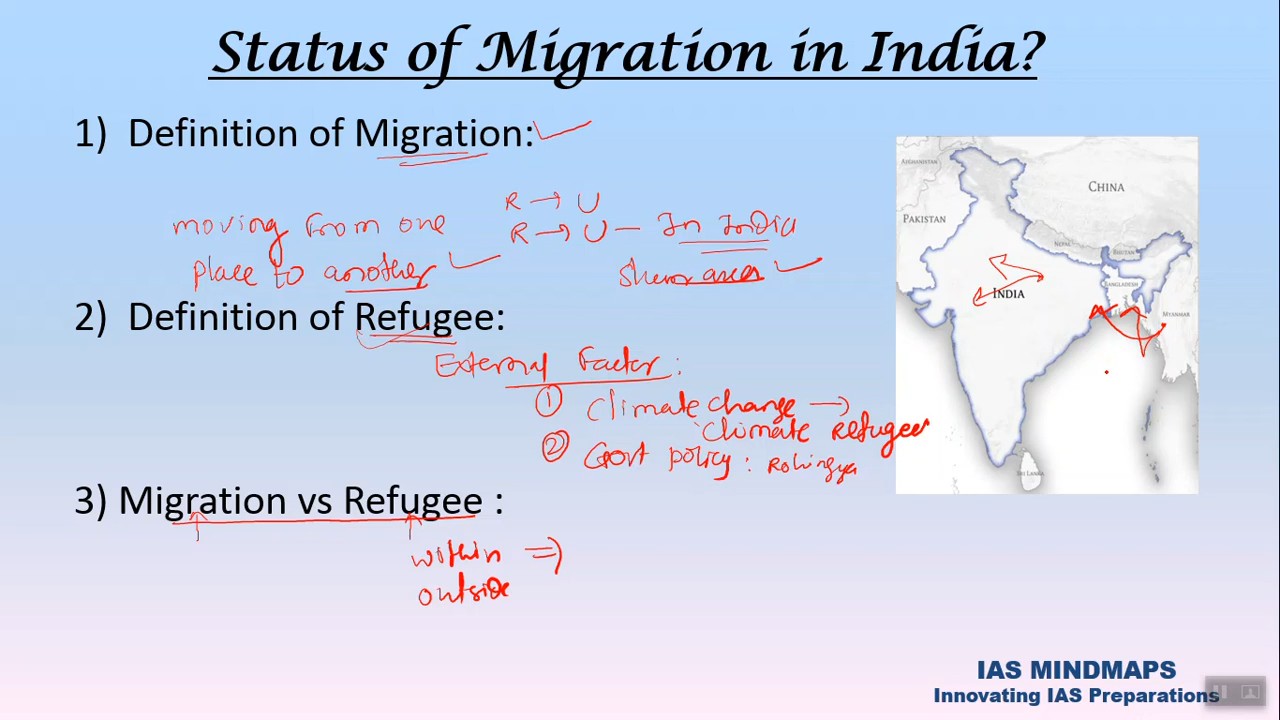 Status of Migration in India?
1) Definition of Migration:
R → U
moving from one
R → U — In India
place to another
2) Definition of Refugee:
External Factor:
① Climate change →
climate refugee
② Govt policy: Rohingya
3) Migration vs Refugee :
within ⇒
outside
AFGHANISTAN
CHINA
PAKISTAN
NEPAL
BHUTAN
BANGLADESH
INDIA
MYANMAR
SRI LANKA
IAS MINDMAPS
Innovating IAS Preparations